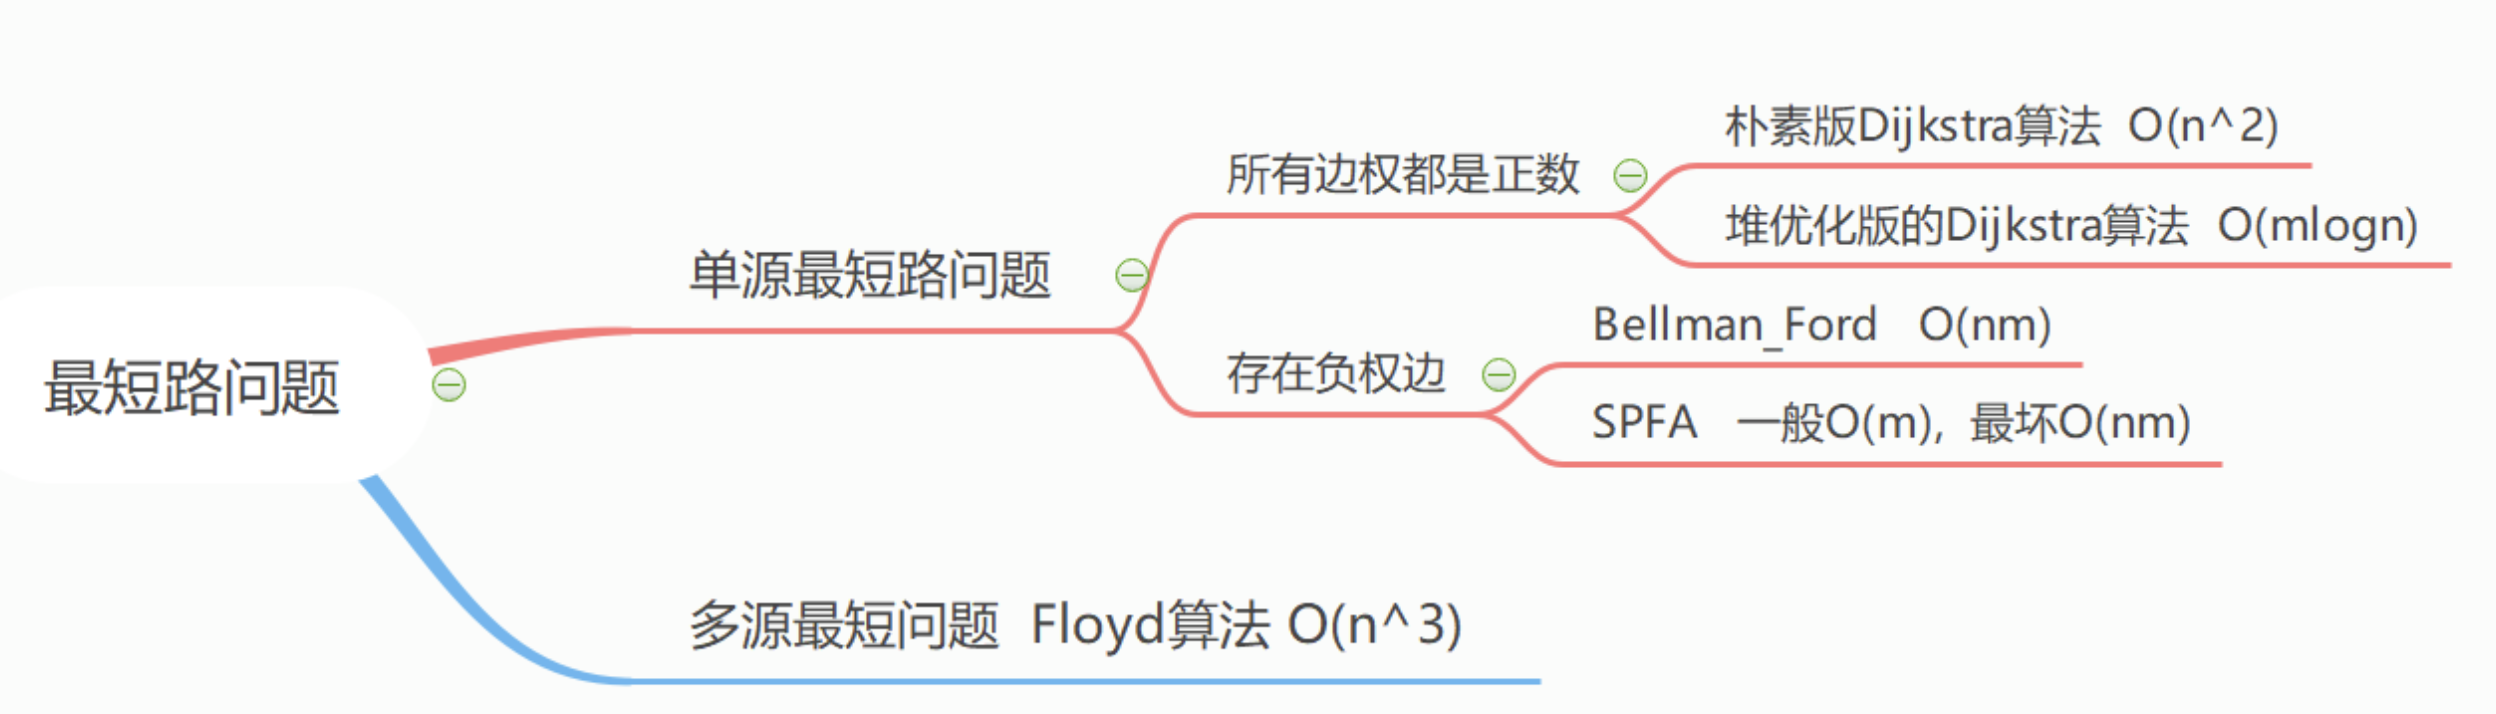 最短路问题
单源最短路问题
所有边权都是正数
朴素版Dijkstra算法 O(n^2)
堆优化版的Dijkstra算法 O(mlogn)
存在负权边
Bellman_Ford O(nm)
SPFA 一般O(m), 最坏O(nm)
多源最短问题 Floyd算法 O(n^3)